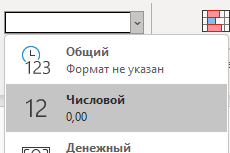 123
Общий
Формат не указан
12
Числовой
0,00
Денежный